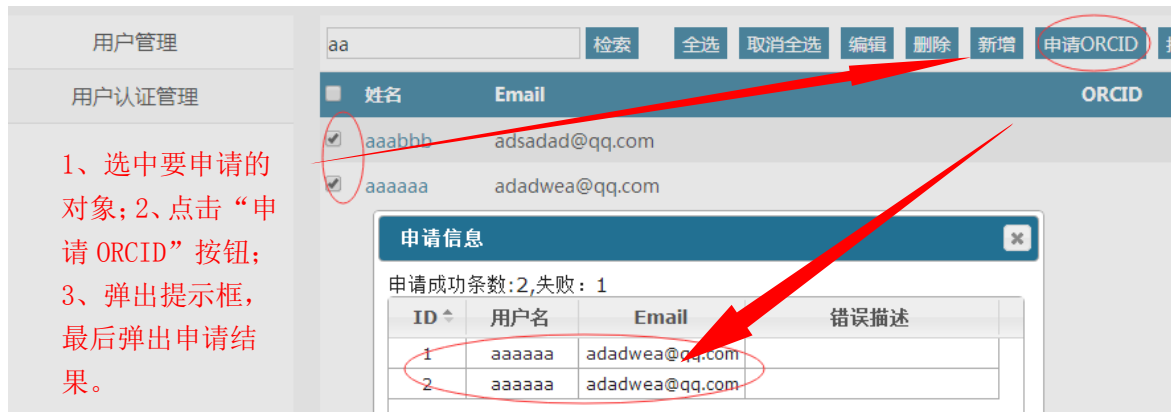 用户管理
aa 检索 全选 取消全选 编辑 删除 新增 申请ORCID
用户认证管理
姓名 Email ORCID
aaabbb adsadad@qq.com
aaaaaa adadwea@qq.com
1、选中要申请的
对象;2、点击“申
请 ORCID”按钮;
3、弹出提示框,
最后弹出申请结
果。
申请信息
申请成功条数:2,失败:1
ID 用户名 Email 错误描述
1 aaaaaa adadwea@qq.com
2 aaaaaa adadwea@qq.com